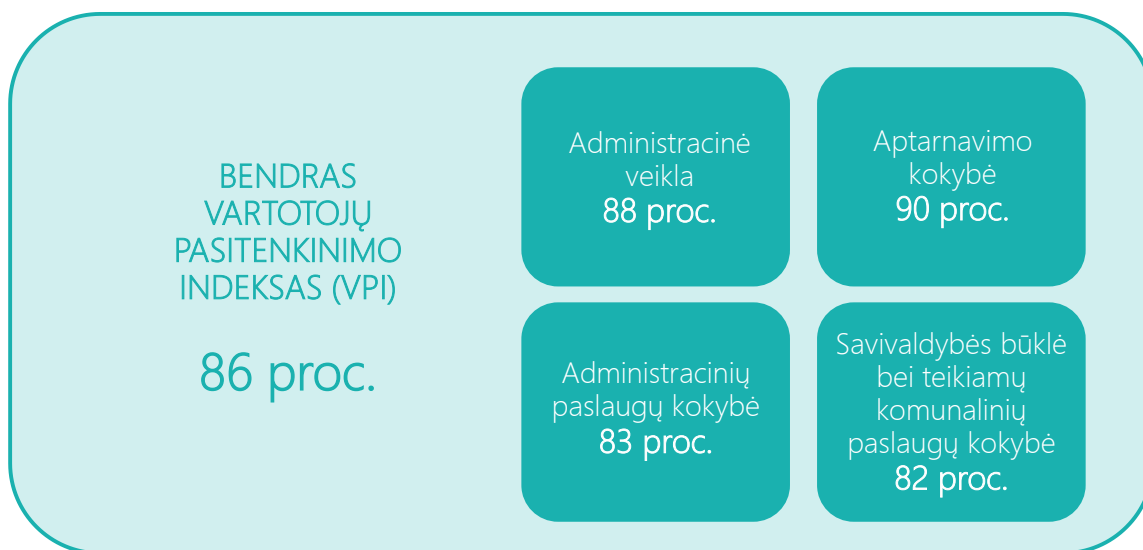 BENDRAS
VARTOTOJŲ
PASITENKINIMO
INDEKSAS (VPI)
86 proc.
Administracinė
veikla
88 proc.
Aptarnavimo
kokybė
90 proc.
Administracinių
paslaugų kokybė
83 proc.
Savivaldybės būklė
bei teikiamų
komunalinių
paslaugų kokybė
82 proc.